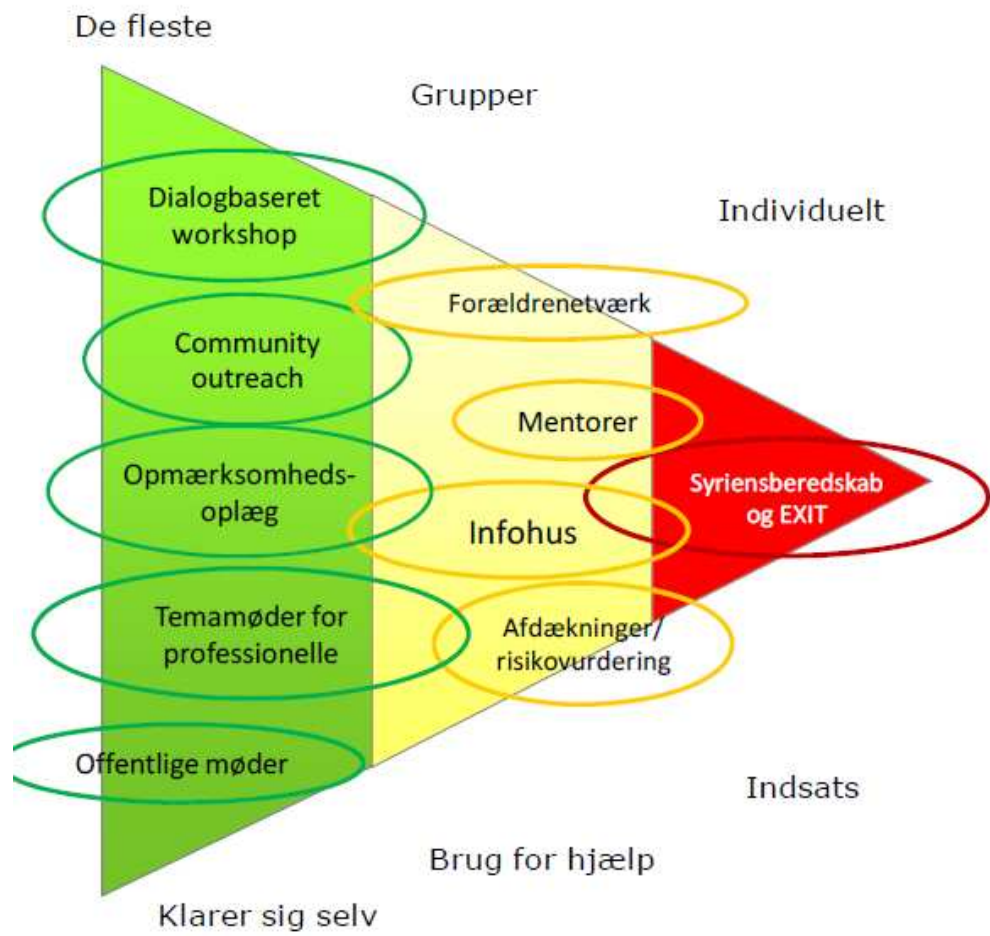 De fleste
Grupper
Individuelt
Dialogbaseret
workshop
Community
outreach
Opmærksomheds-
oplæg
Temamøder for
professionelle
Offentlige møder
Forældrenetværk
Mentorer
Infohus
Afdækninger/
risikovurdering
Syriensberedskab
og EXIT
Klarer sig selv
Brug for hjælp
Indsats